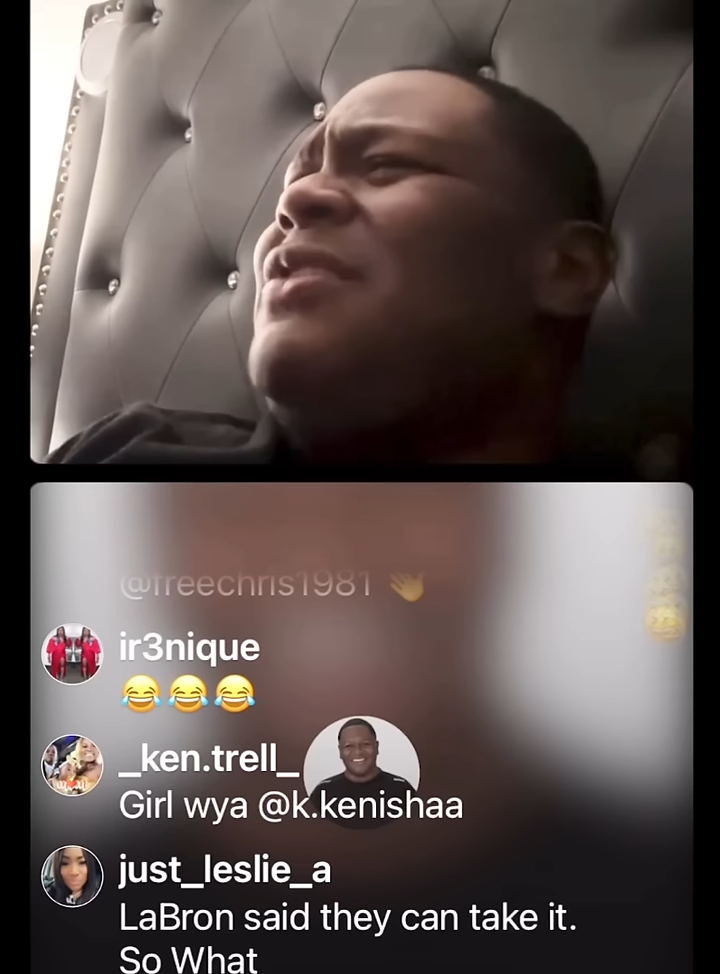 @freechris1981 👋
ir3nique
😂😂😂
_ken.trell_
Girl wya @k.kenishaa
just_leslie_a
LaBron said they can take it.
So What